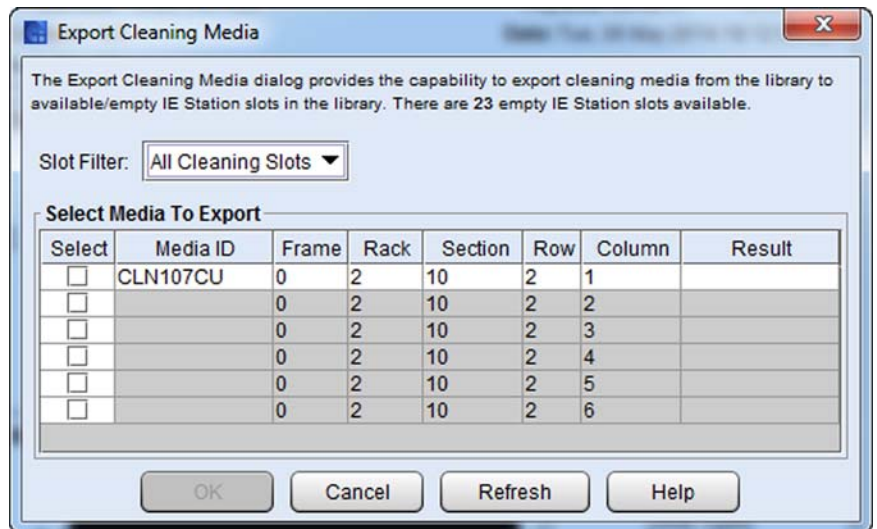 Export Cleaning Media
The Export Cleaning Media dialog provides the capability to export cleaning media from the library to
available/empty IE Station slots in the library. There are 23 empty IE Station slots available.
Slot Filter: All Cleaning Slots
Select Media To Export
Select Media ID Frame Rack Section Row Column Result
CLN107CU 0 2 10 2 1
0 2 10 2 2
0 2 10 2 3
0 2 10 2 4
0 2 10 2 5
0 2 10 2 6
OK Cancel Refresh Help